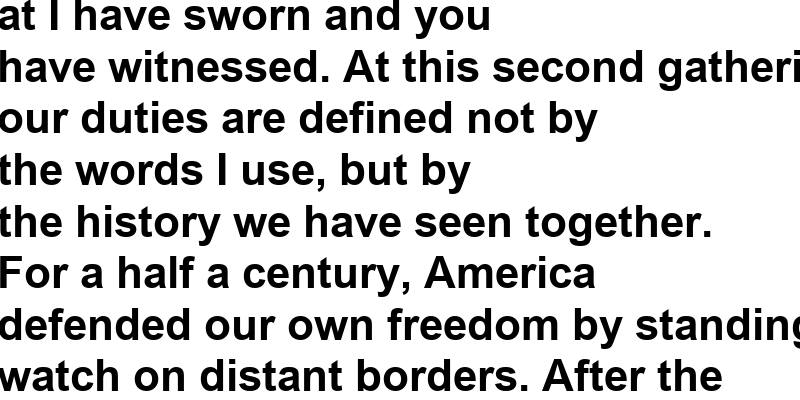 at I have sworn and you
have witnessed. At this second gatheri
our duties are defined not by
the words I use, but by
the history we have seen together.
For a half a century, America
defended our own freedom by standing
watch on distant borders. After the